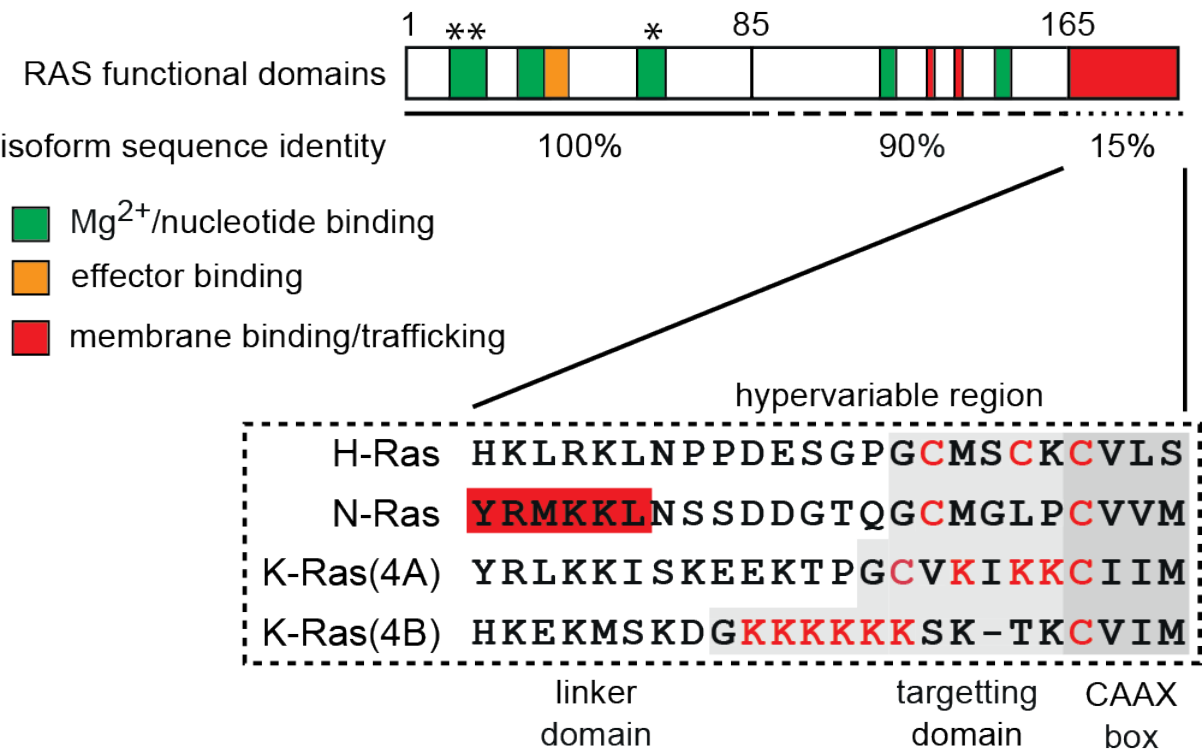 1 ** * 85 165
RAS functional domains
isoform sequence identity 100% 90% 15%
Mg2+/nucleotide binding
effector binding
membrane binding/trafficking
hypervariable region
H-Ras HKLRKLNPPDESGPGCMSCKCVLS
N-Ras YRMKKLNSSDDGTQGCMGLPCVVM
K-Ras(4A) YRLKKISKEEKTPGCVKIKKCIIM
K-Ras(4B) HKEKMSKDGKKKKKKSK-TKCVIM
linker targetting CAAX
domain domain box